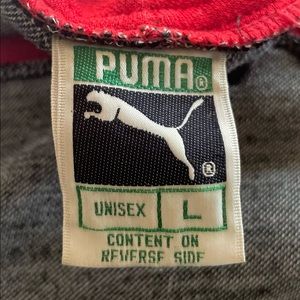 PUMA®
®
UNISEX L
CONTENT ON
REVERSE SIDE